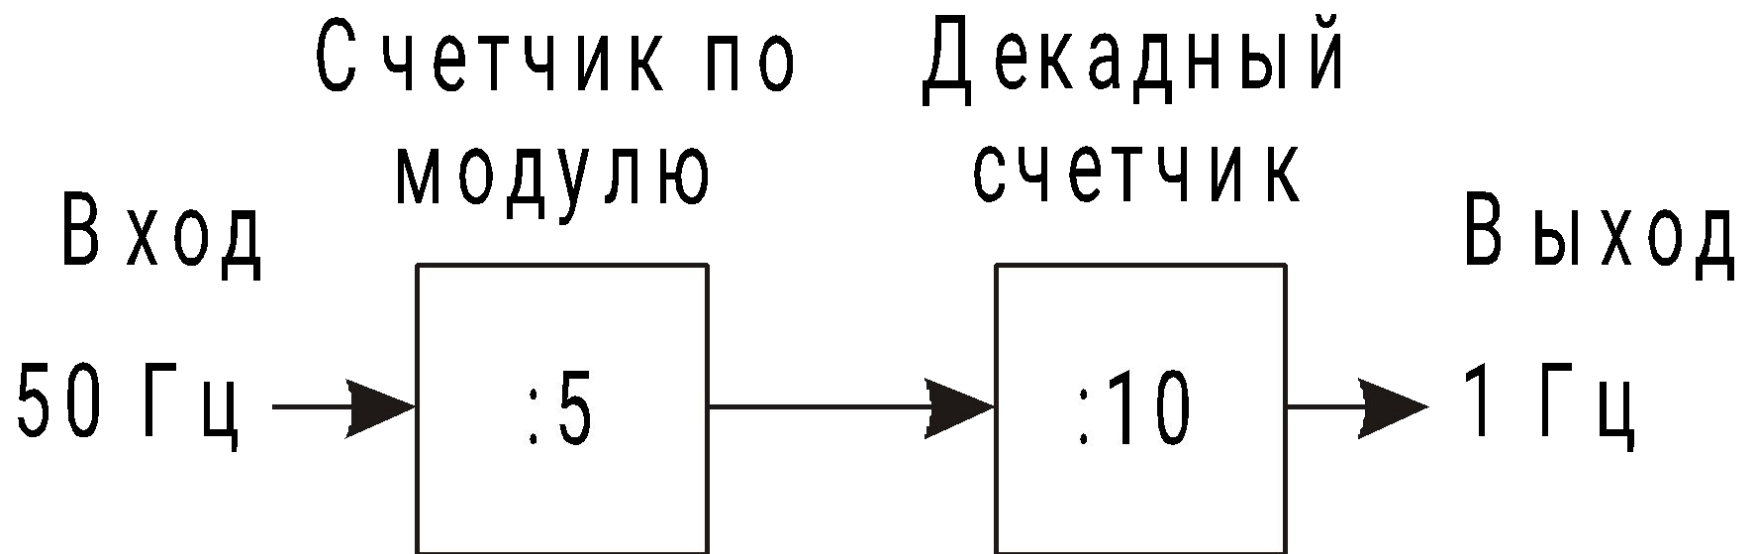 Счетчик по
модулю
Декадный
счетчик
Вход
50 Гц
:5
:10
Выход
1 Гц